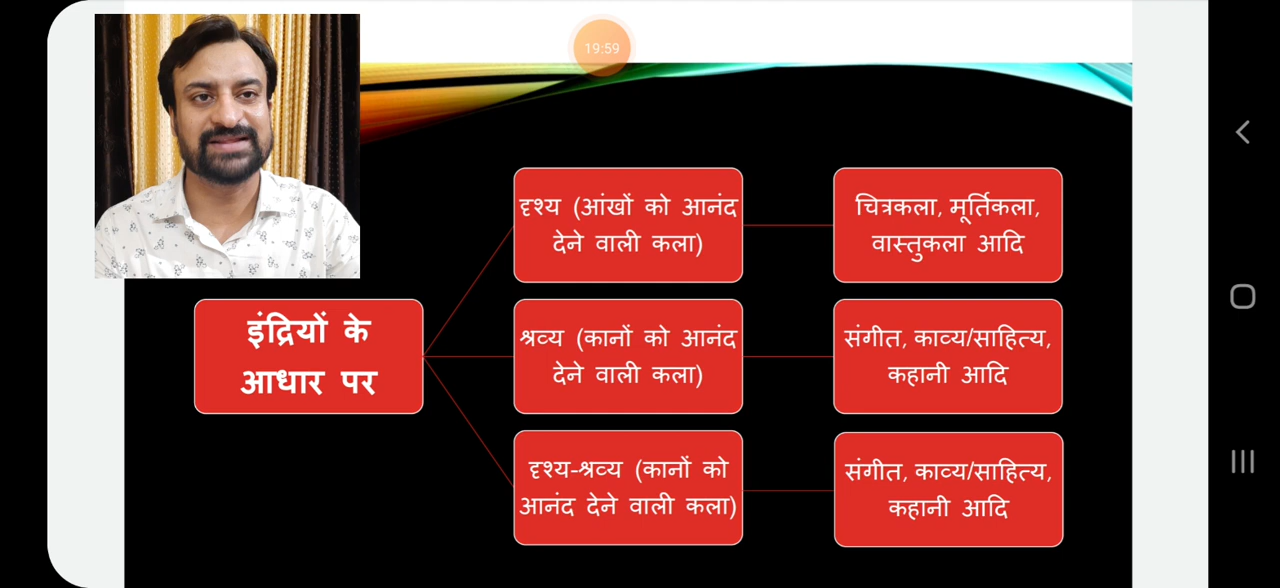 19:59
दृश्य (आंखों को आनंद
देने वाली कला)
चित्रकला, मूर्तिकला,
वास्तुकला आदि
इंद्रियों के
आधार पर
श्रव्य (कानों को आनंद
देने वाली कला)
संगीत, काव्य/साहित्य,
कहानी आदि
दृश्य-श्रव्य (कानों को
आनंद देने वाली कला)
संगीत, काव्य/साहित्य,
कहानी आदि